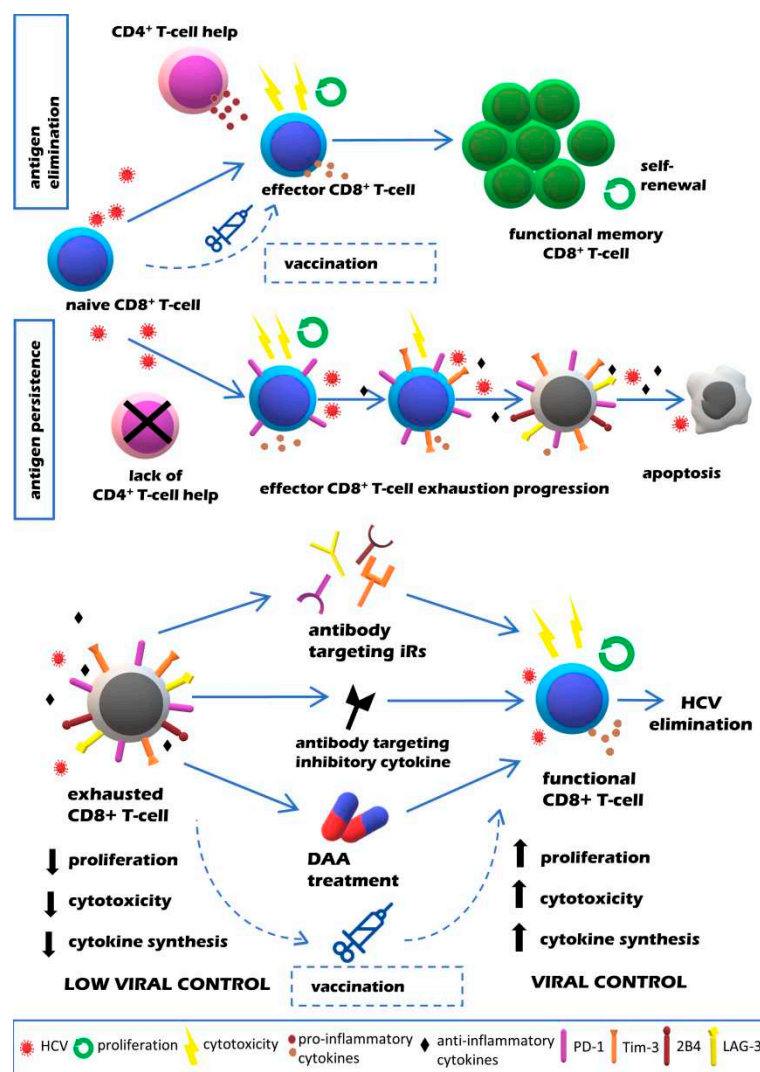 CD4⁺ T-cell help
antigen
elimination
effector CD8⁺ T-cell
self-
renewal
functional memory
CD8⁺ T-cell
vaccination
naive CD8⁺ T-cell
antigen persistence
lack of
CD4⁺ T-cell help
effector CD8⁺ T-cell exhaustion progression
apoptosis
antibody
targeting iRs
antibody targeting
inhibitory cytokine
HCV
elimination
exhausted
CD8+ T-cell
functional
CD8+ T-cell
DAA
treatment
proliferation
cytotoxicity
cytokine synthesis
LOW VIRAL CONTROL
vaccination
proliferation
cytotoxicity
cytokine synthesis
VIRAL CONTROL
HCV
proliferation
cytotoxicity
pro-inflammatory
cytokines
anti-inflammatory
cytokines
PD-1
Tim-3
2B4
LAG-3